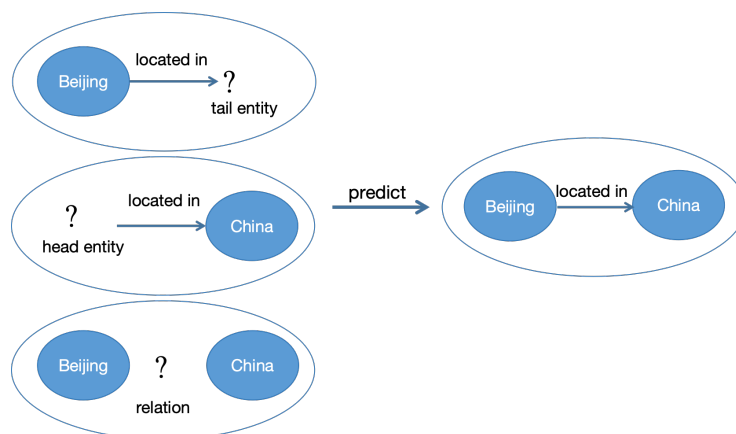 located in
Beijing
?
tail entity
located in
?
China
head entity
Beijing
?
China
relation
predict
Beijing
located in
China